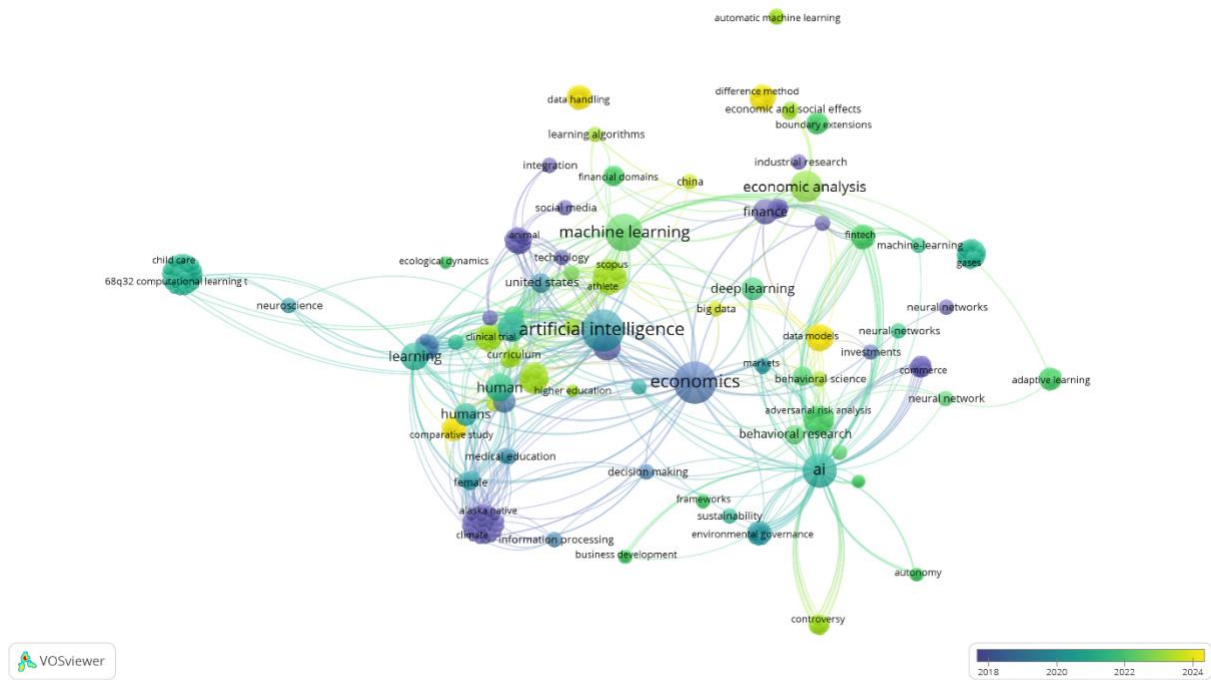 automatic machine learning
difference method
data handling
economic and social effects
boundary extensions
learning algorithms
integration
industrial research
financial domains
china
economic analysis
social media
finance
machine learning
animal
fintech
machine-learning
technology
child care
ecological dynamics
scopus
gases
68q32 computational learning t
united states
athlete
deep learning
neuroscience
big data
neural networks
artificial intelligence
neural-networks
clinical trial
data models
learning
curriculum
investments
markets
commerce
economics
behavioral science
adaptive learning
human
higher education
neural network
humans
adversarial risk analysis
comparative study
behavioral research
medical education
ai
decision making
female
frameworks
alaska native
sustainability
climate
information processing
environmental governance
business development
autonomy
controversy
VOSviewer
2018 2020 2022 2024